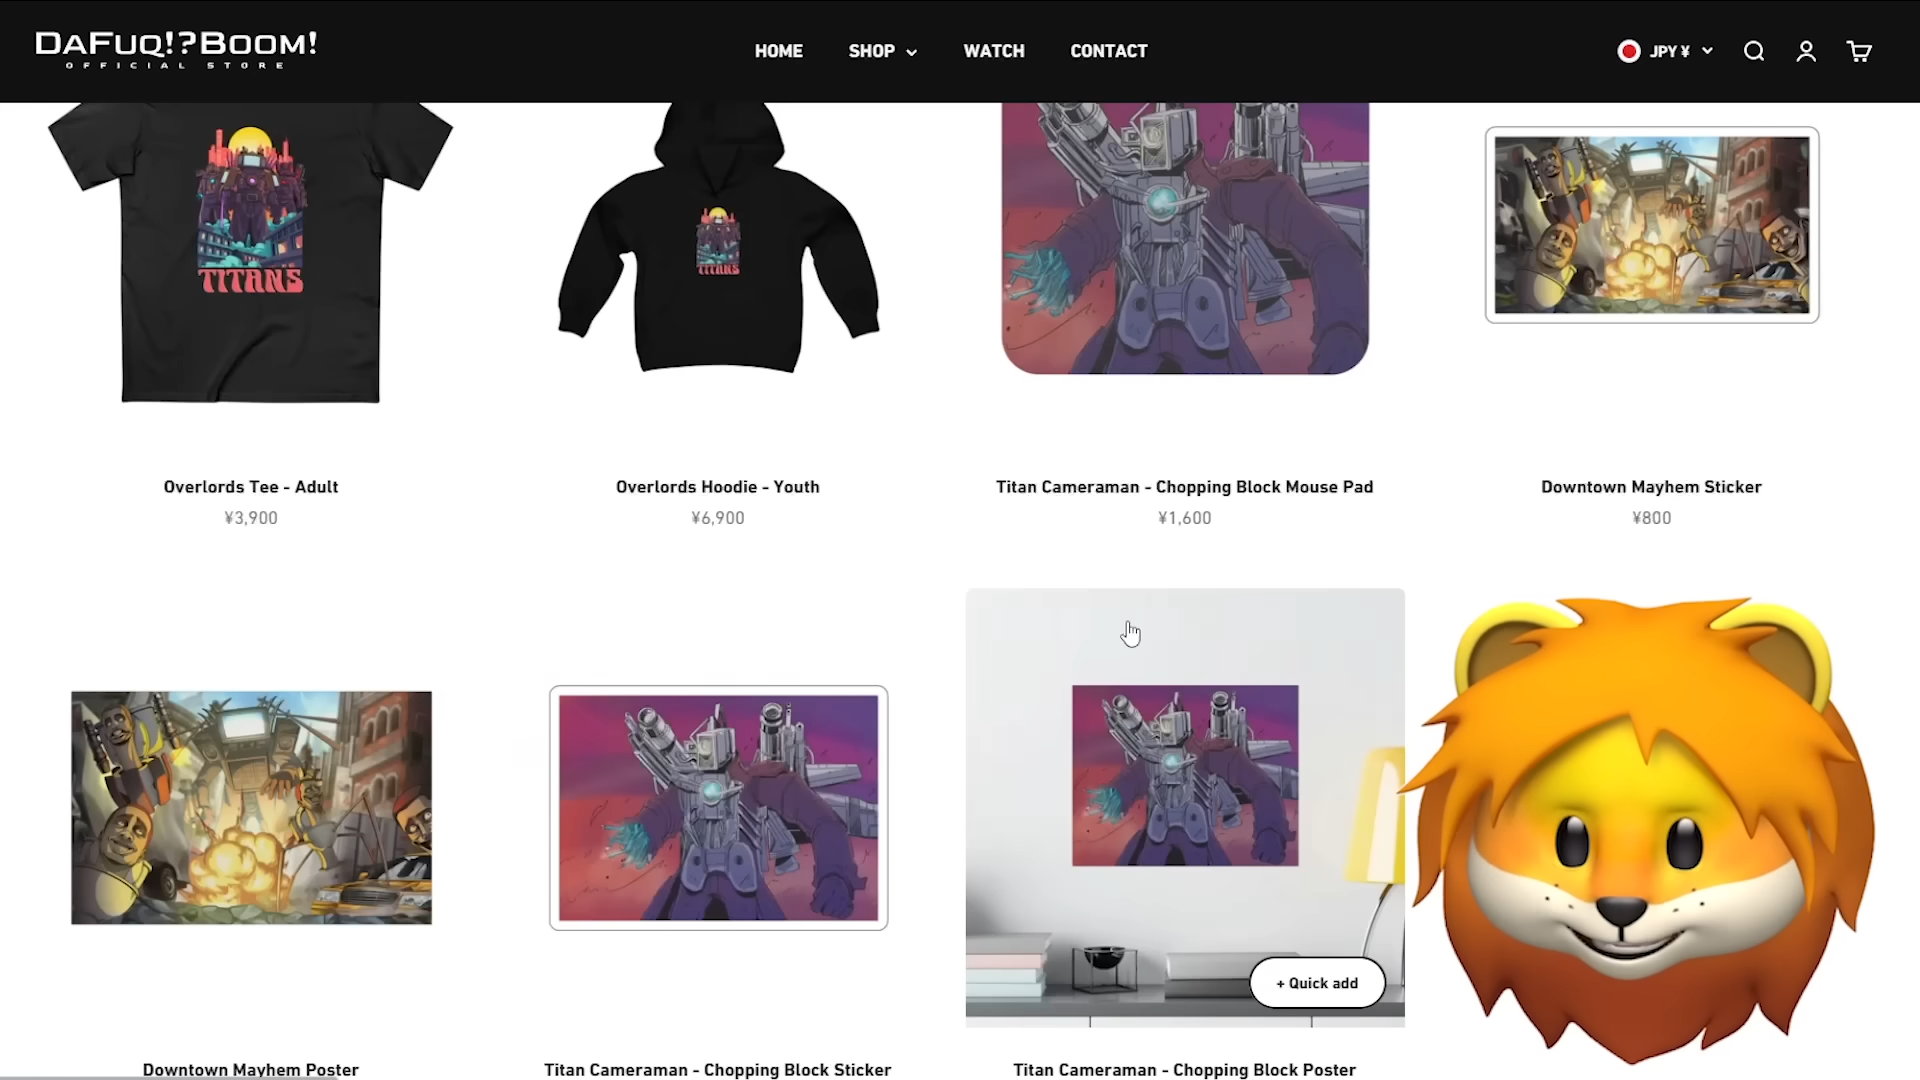 DaFuq!?Boom!
OFFICIAL STORE
HOME
SHOP
WATCH
CONTACT
JPY ¥
TITANS
TITANS
Overlords Tee - Adult
¥3,900
Overlords Hoodie - Youth
¥6,900
Titan Cameraman - Chopping Block Mouse Pad
¥1,600
Downtown Mayhem Sticker
¥800
+ Quick add
Downtown Mayhem Poster
Titan Cameraman - Chopping Block Sticker
Titan Cameraman - Chopping Block Poster